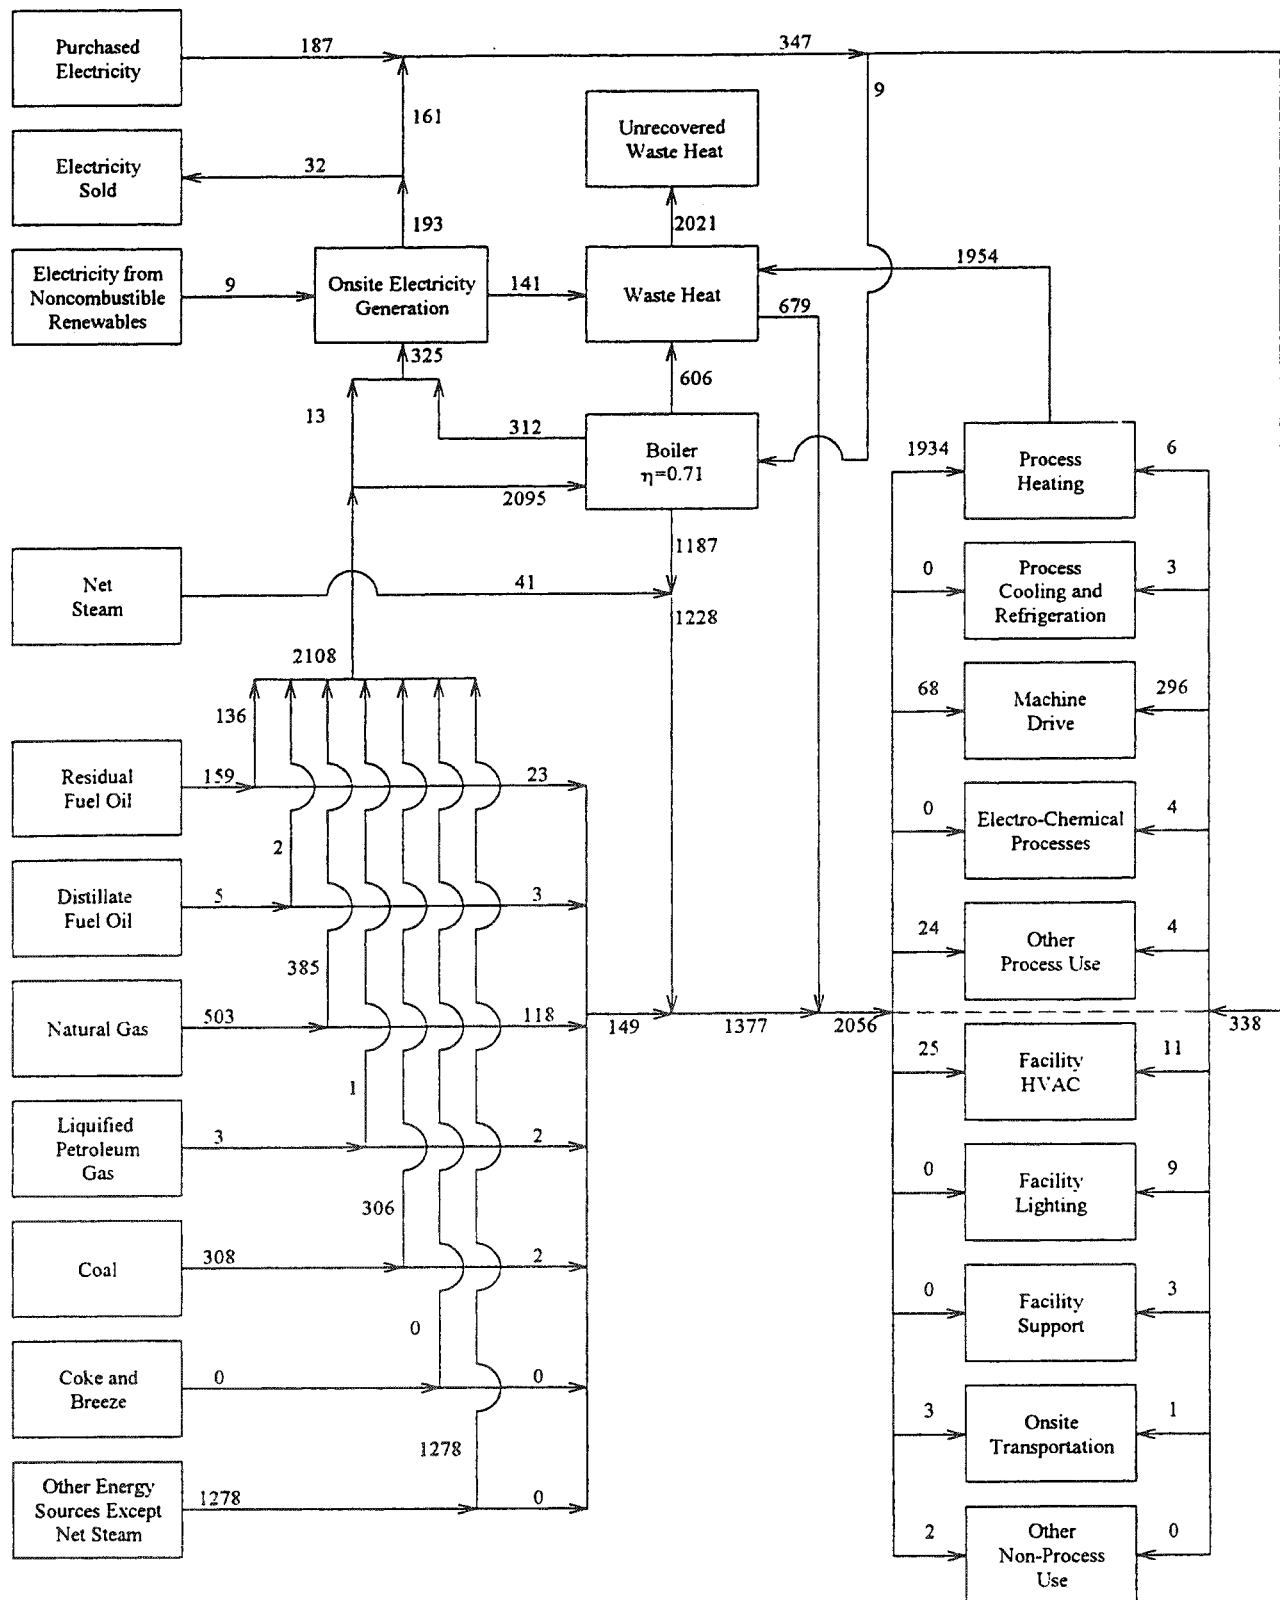 Purchased
Electricity
187
347
9
161
Unrecovered
Waste Heat
Electricity
Sold
32
193
2021
Electricity from
Noncombustible
Renewables
9
Onsite Electricity
Generation
141
Waste Heat
1954
679
325
606
13
312
Boiler
η=0.71
2095
1187
Net
Steam
41
1228
2108
136
Residual
Fuel Oil
159
23
2
Distillate
Fuel Oil
5
3
385
Natural Gas
503
118
149
1377
2056
338
1
Liquified
Petroleum
Gas
3
2
306
Coal
308
2
0
Coke and
Breeze
0
0
1278
Other Energy
Sources Except
Net Steam
1278
0
1934
Process
Heating
6
0
Process
Cooling and
Refrigeration
3
68
Machine
Drive
296
0
Electro-Chemical
Processes
4
24
Other
Process Use
4
25
Facility
HVAC
11
0
Facility
Lighting
9
0
Facility
Support
3
3
Onsite
Transportation
1
2
Other
Non-Process
Use
0